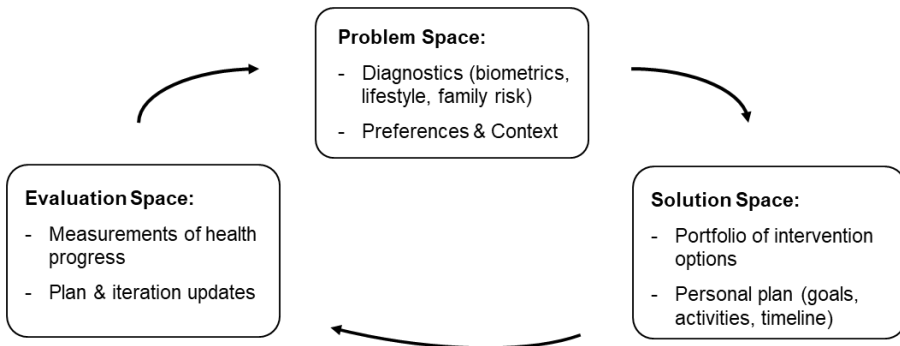 Problem Space:
- Diagnostics (biometrics,
lifestyle, family risk)
- Preferences & Context
Evaluation Space:
- Measurements of health
progress
- Plan & iteration updates
Solution Space:
- Portfolio of intervention
options
- Personal plan (goals,
activities, timeline)